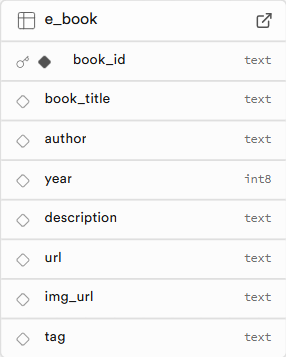 e_book
book_id text
book_title text
author text
year int8
description text
url text
img_url text
tag text